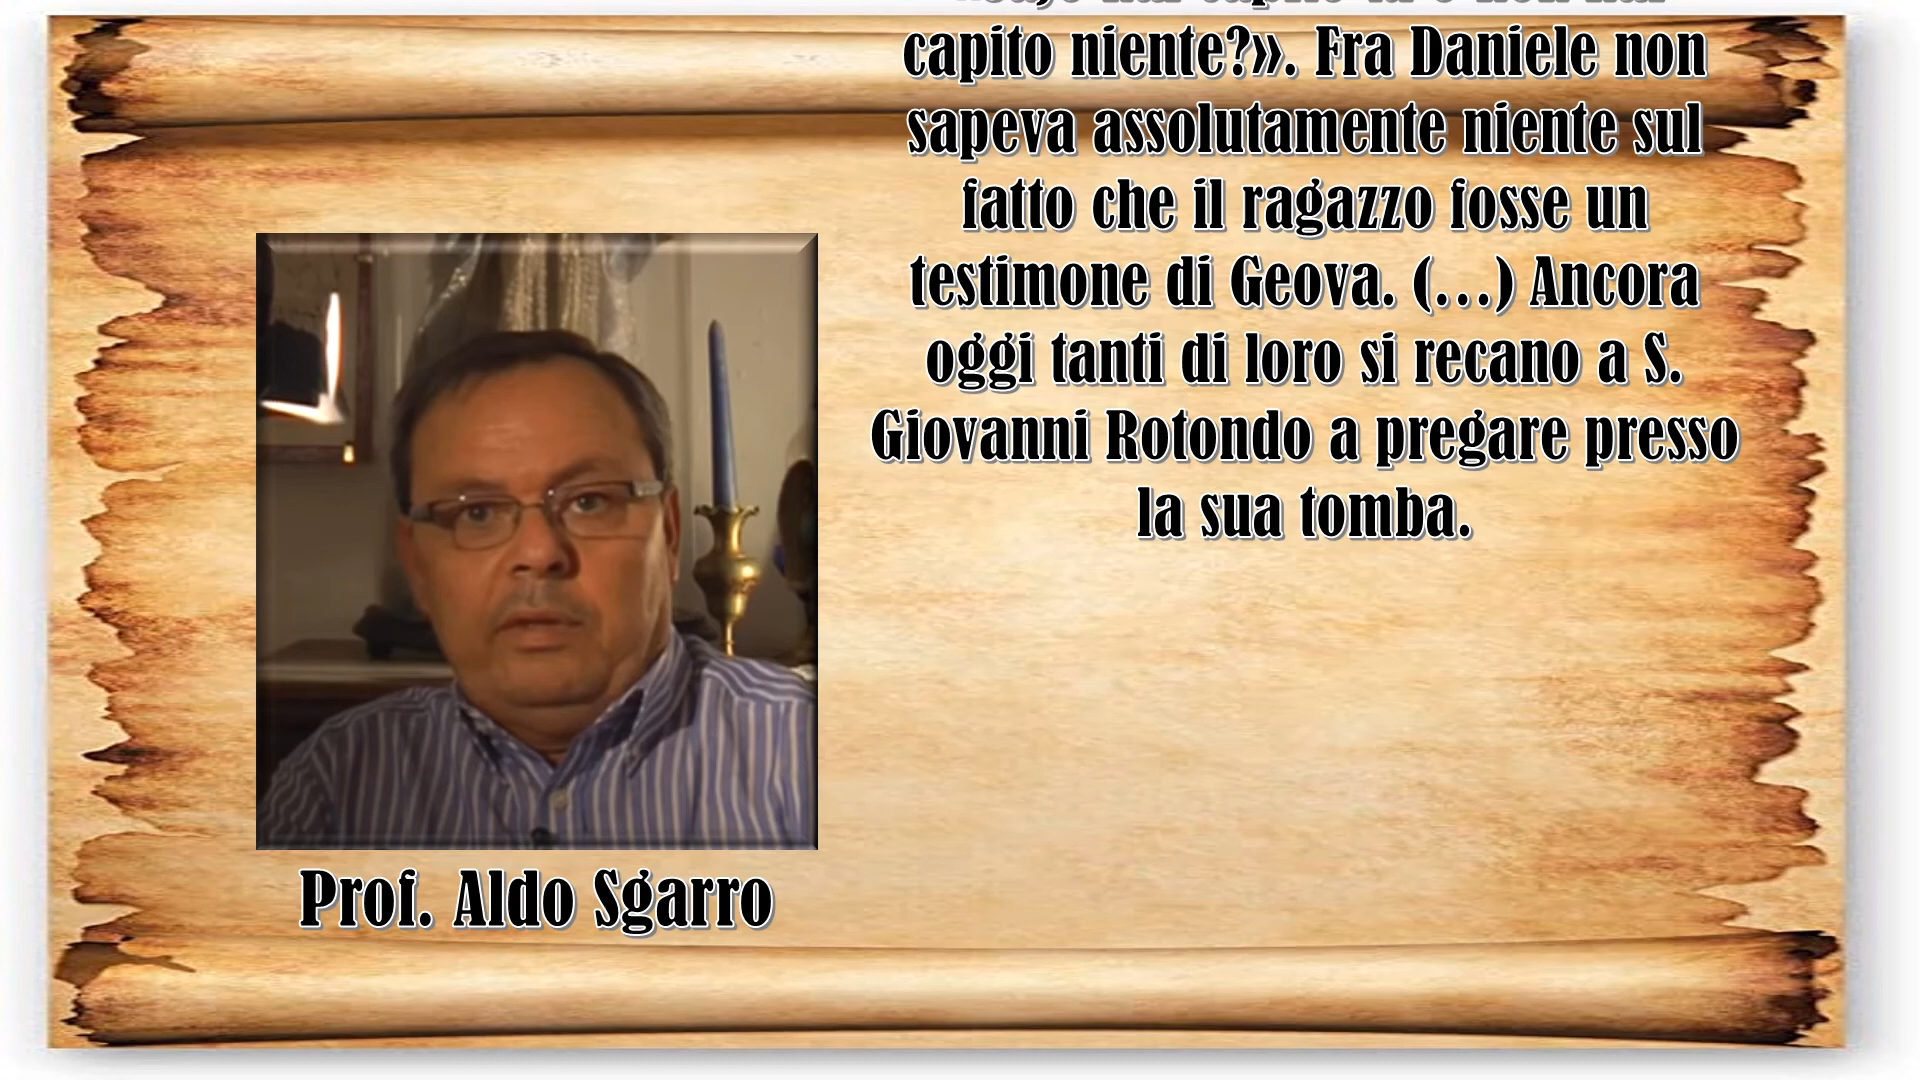 capito niente?». Fra Daniele non
sapeva assolutamente niente sul
fatto che il ragazzo fosse un
testimone di Geova. (…) Ancora
oggi tanti di loro si recano a S.
Giovanni Rotondo a pregare presso
la sua tomba.
Prof. Aldo Sgarro